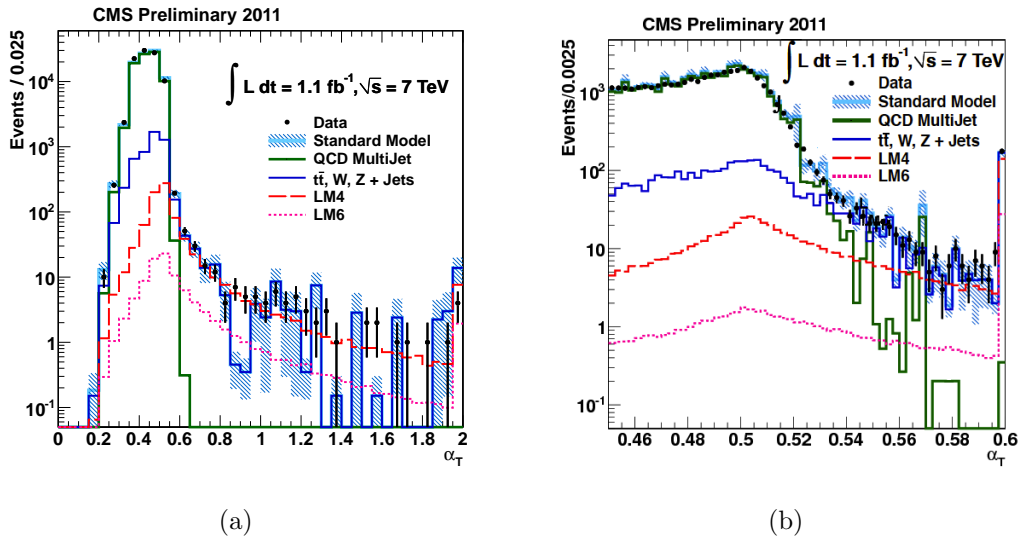 CMS Preliminary 2011
Events / 0.025
∫ L dt = 1.1 fb⁻¹,√s = 7 TeV
Data
Standard Model
QCD MultiJet
tt̄, W, Z + Jets
LM4
LM6
10⁴
10³
10²
10
1
10⁻¹
0 0.2 0.4 0.6 0.8 1 1.2 1.4 1.6 1.8 2
α_T
(a)
CMS Preliminary 2011
Events/0.0025
∫ L dt = 1.1 fb⁻¹,√s = 7 TeV
Data
Standard Model
QCD MultiJet
tt̄, W, Z + Jets
LM4
LM6
10³
10²
10
1
10⁻¹
0.46 0.48 0.5 0.52 0.54 0.56 0.58 0.6
α_T
(b)